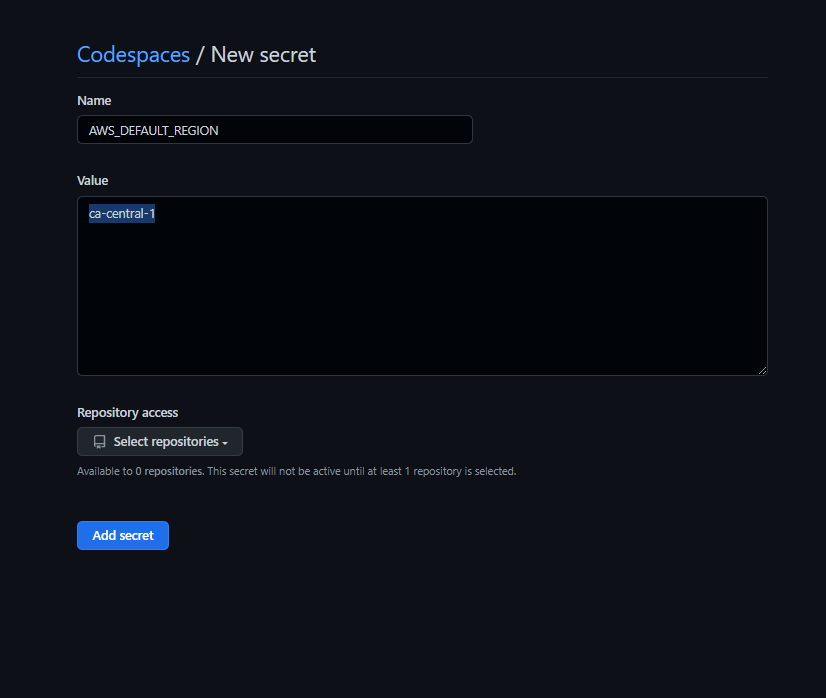 Codespaces / New secret
Name
AWS_DEFAULT_REGION
Value
ca-central-1
Repository access
Select repositories
Available to 0 repositories. This secret will not be active until at least 1 repository is selected.
Add secret